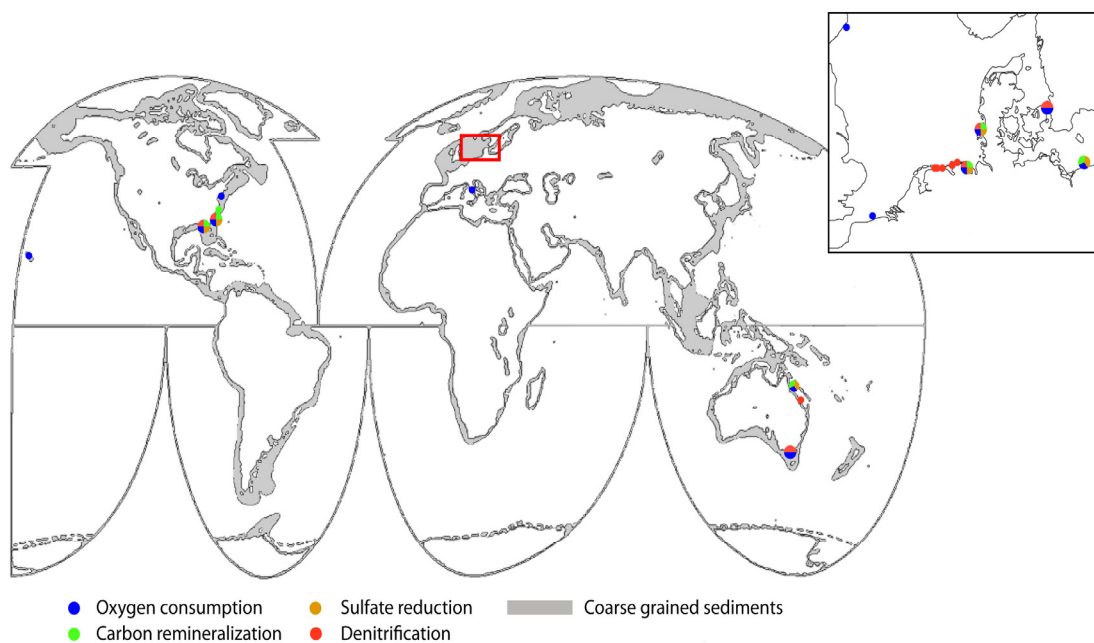 Oxygen consumption
Sulfate reduction
Coarse grained sediments
Carbon remineralization
Denitrification